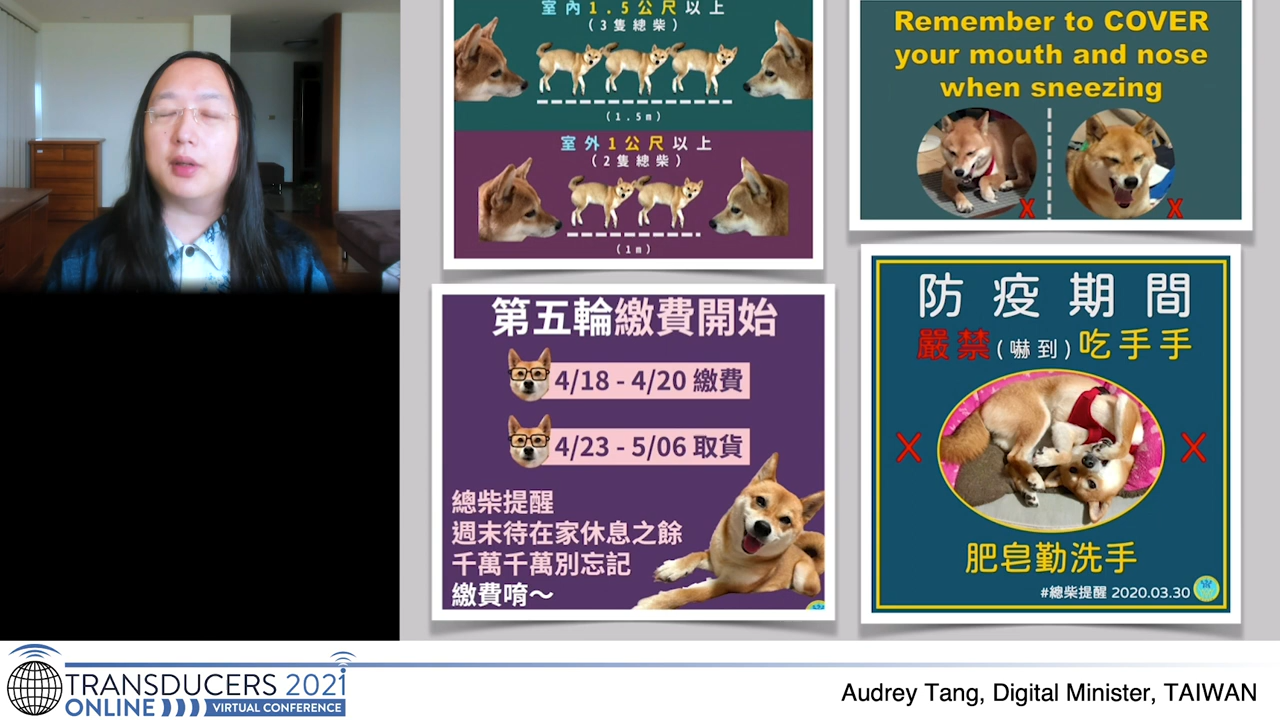 室內1.5公尺以上
(3隻總柴)
(1.5m)
室外1公尺以上
(2隻總柴)
(1m)
Remember to COVER
your mouth and nose
when sneezing
X
X
第五輪繳費開始
4/18 - 4/20 繳費
4/23 - 5/06 取貨
總柴提醒
週末待在家休息之餘
千萬千萬別忘記
繳費唷~
防疫期間
嚴禁(嚇到)吃手手
X
X
肥皂勤洗手
#總柴提醒 2020.03.30
TRANSDUCERS 2021
ONLINE VIRTUAL CONFERENCE
Audrey Tang, Digital Minister, TAIWAN